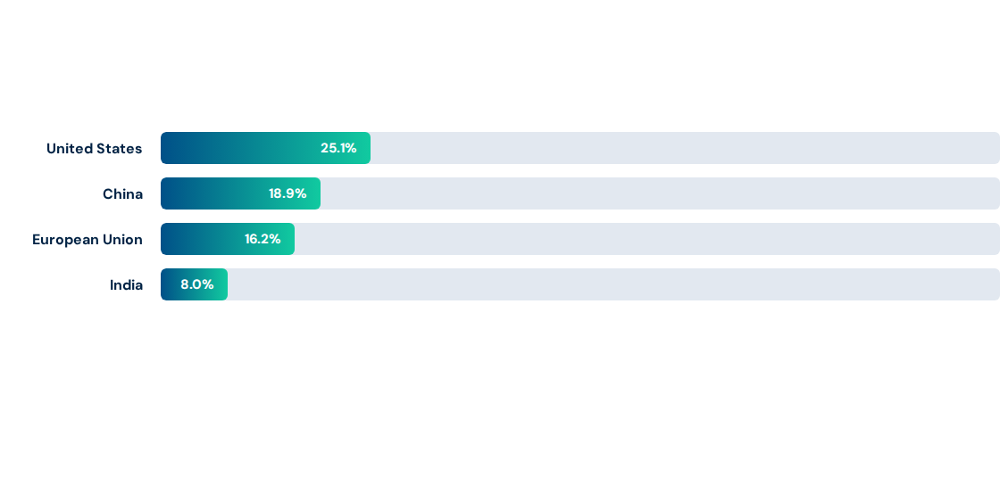 United States 25.1%
China 18.9%
European Union 16.2%
India 8.0%